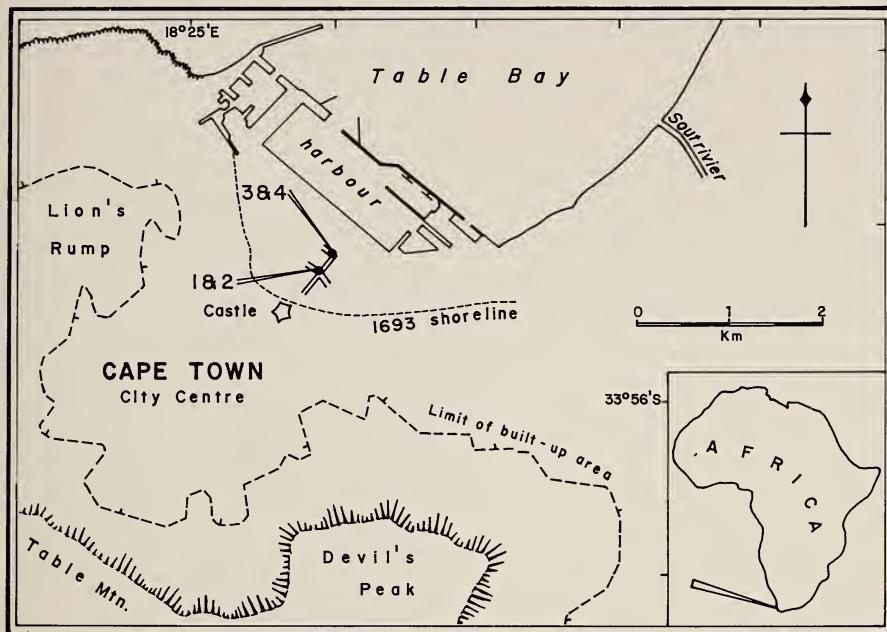 18°25'E
Table Bay
Soutrivier
harbour
3&4
Lion's
Rump
1&2
Castle
1693 shoreline
0 1 2
Km
CAPE TOWN
City Centre
33°56'S
Limit of built-up area
AFRICA
Table Mtn.
Devil's
Peak